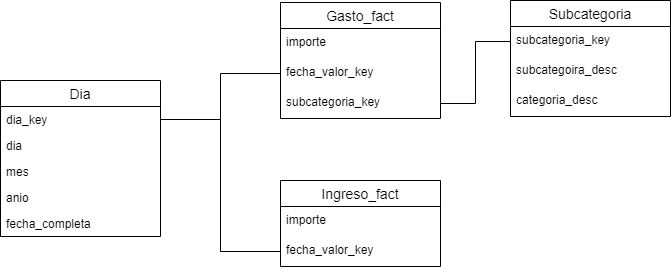 Dia
dia_key
dia
mes
anio
fecha_completa
Gasto_fact
importe
fecha_valor_key
subcategoria_key
Subcategoria
subcategoria_key
subcategoira_desc
categoria_desc
Ingreso_fact
importe
fecha_valor_key